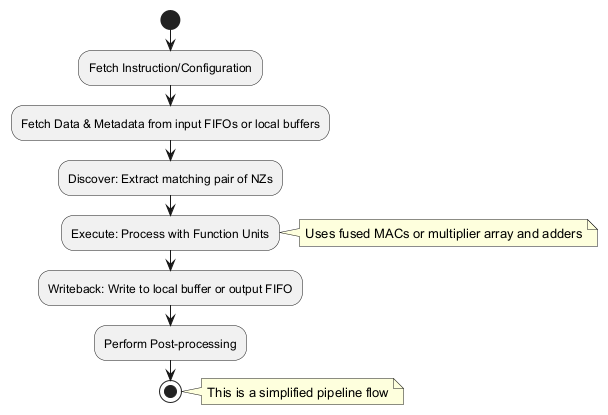 Fetch Instruction/Configuration
Fetch Data & Metadata from input FIFOs or local buffers
Discover: Extract matching pair of NZs
Execute: Process with Function Units
Uses fused MACs or multiplier array and adders
Writeback: Write to local buffer or output FIFO
Perform Post-processing
This is a simplified pipeline flow